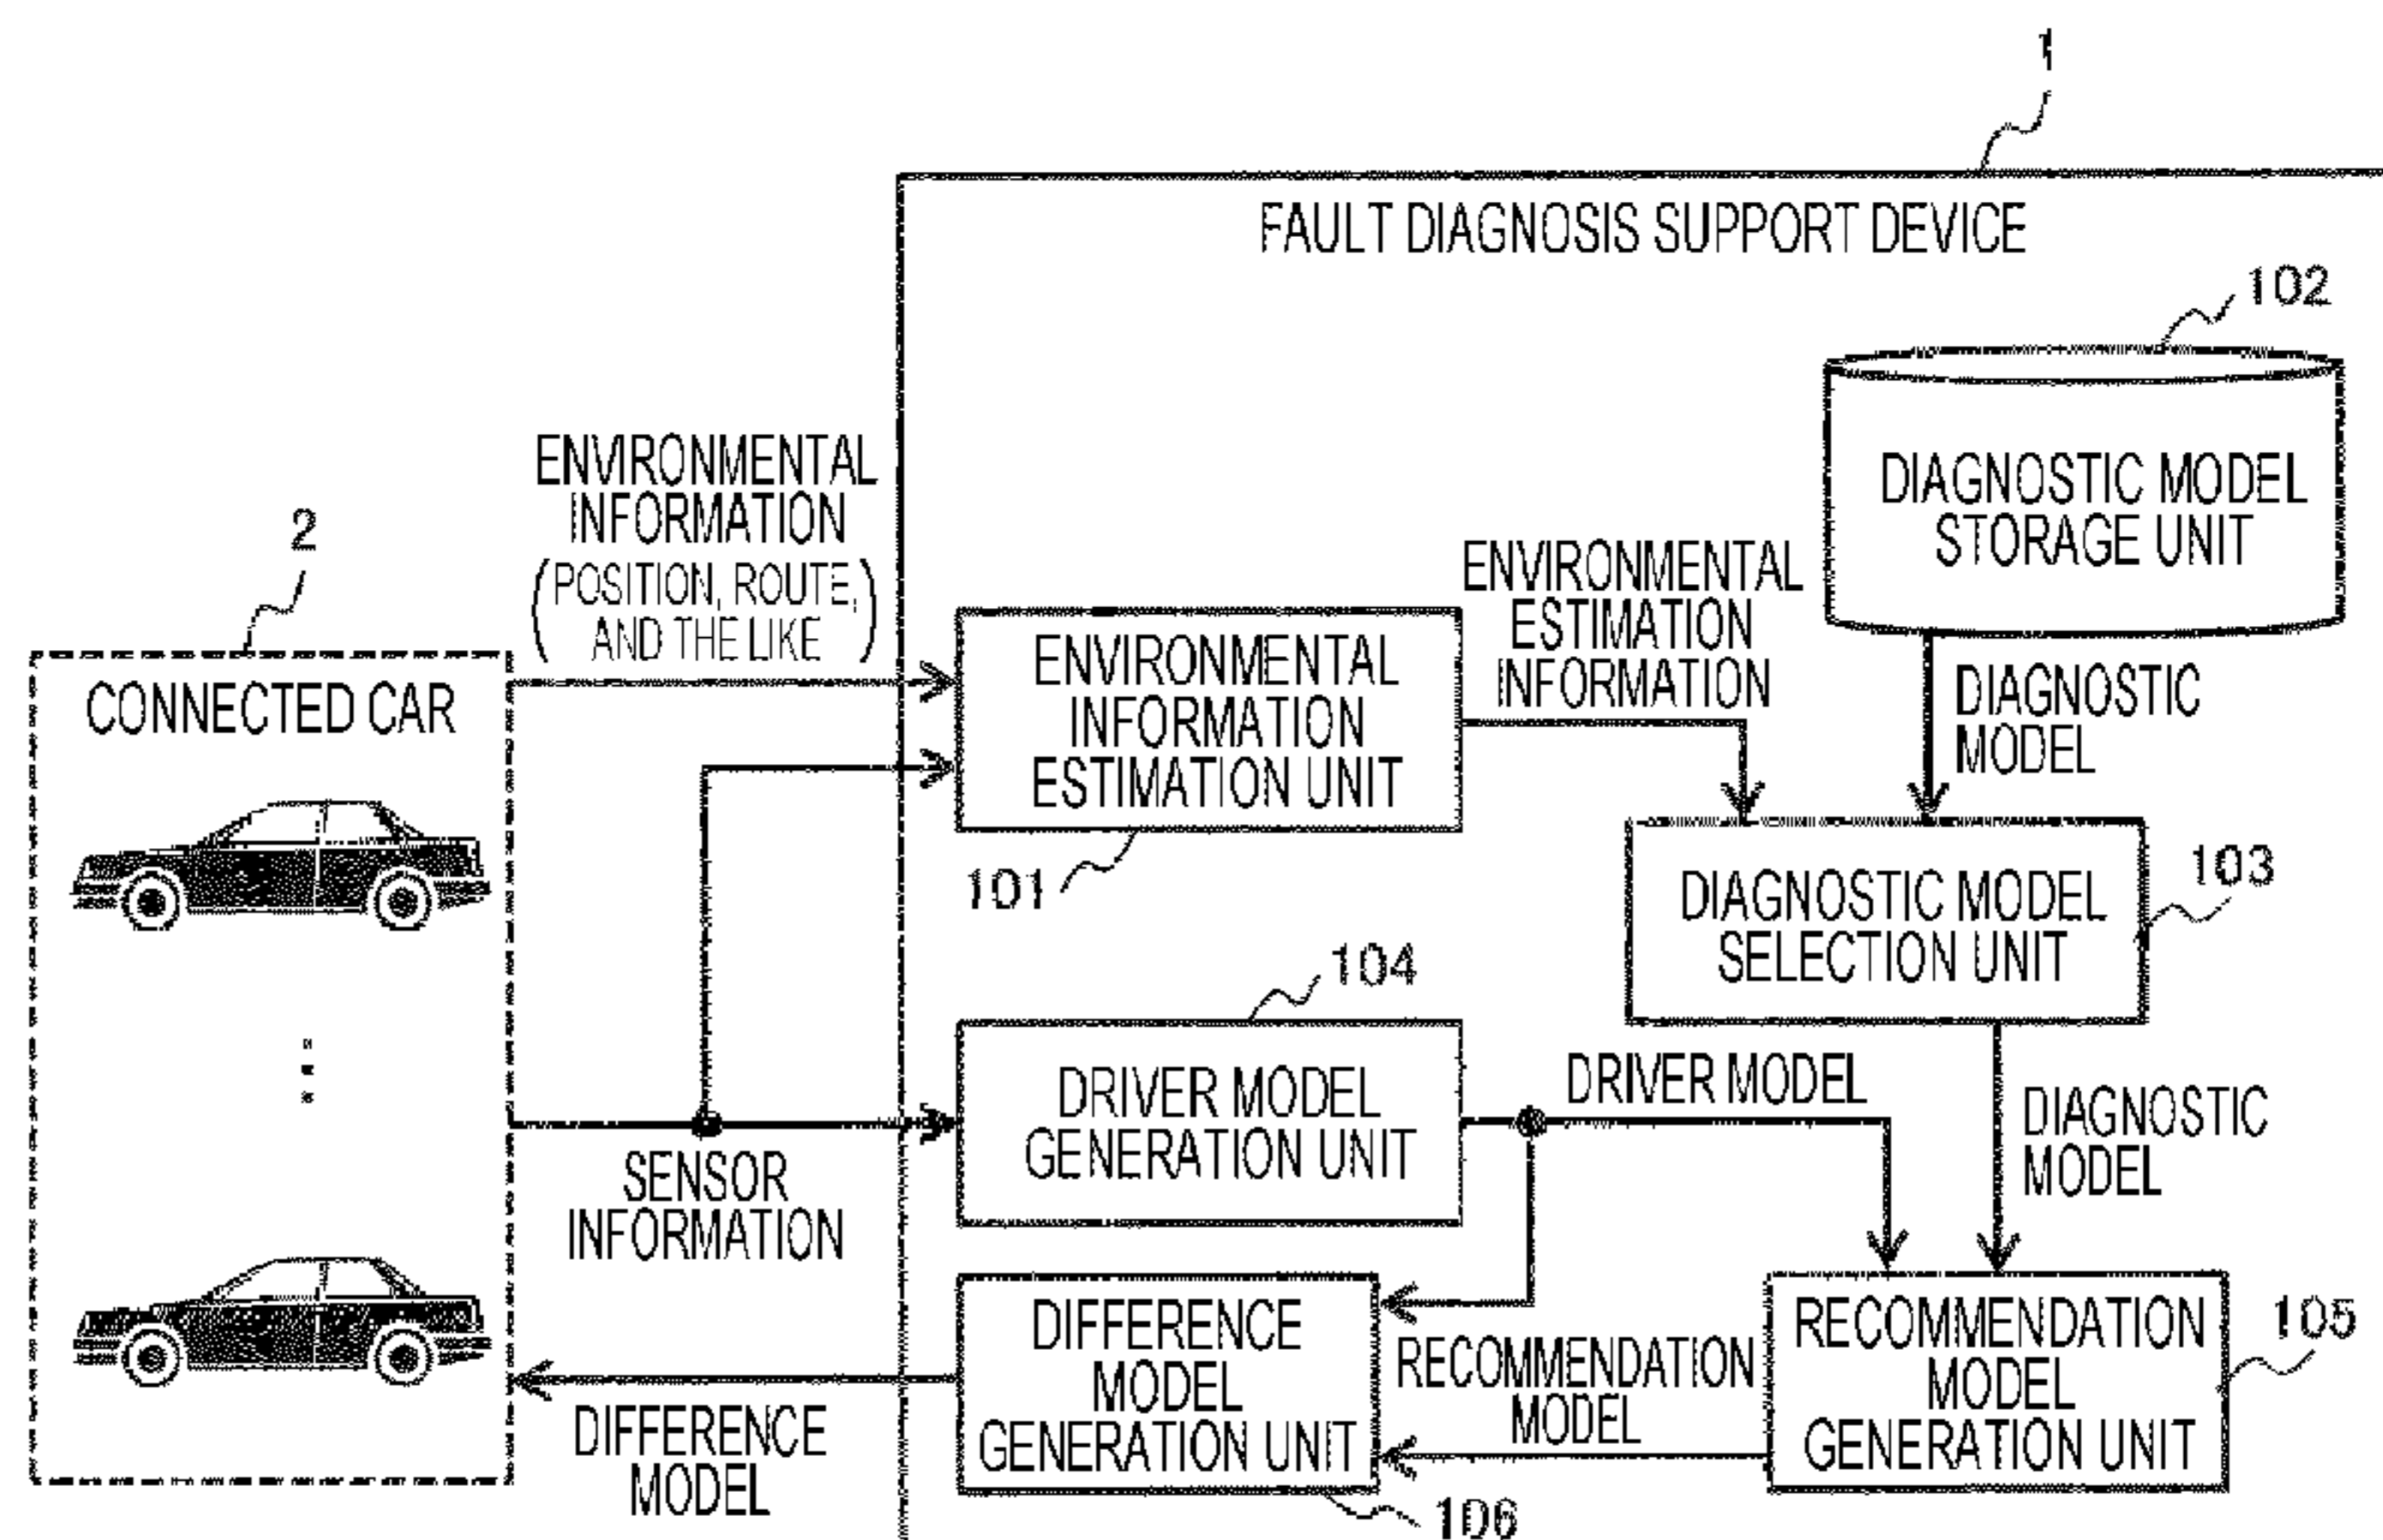 1
FAULT DIAGNOSIS SUPPORT DEVICE
102
DIAGNOSTIC MODEL
STORAGE UNIT
ENVIRONMENTAL
INFORMATION
(POSITION, ROUTE,
AND THE LIKE)
2
CONNECTED CAR
ENVIRONMENTAL
INFORMATION
ESTIMATION UNIT
101
ENVIRONMENTAL
ESTIMATION
INFORMATION
DIAGNOSTIC
MODEL
DIAGNOSTIC MODEL
SELECTION UNIT
103
104
DRIVER MODEL
GENERATION UNIT
DRIVER MODEL
DIAGNOSTIC
MODEL
SENSOR
INFORMATION
DIFFERENCE
MODEL
GENERATION UNIT
106
RECOMMENDATION
MODEL
RECOMMENDATION
MODEL
GENERATION UNIT
105
DIFFERENCE
MODEL